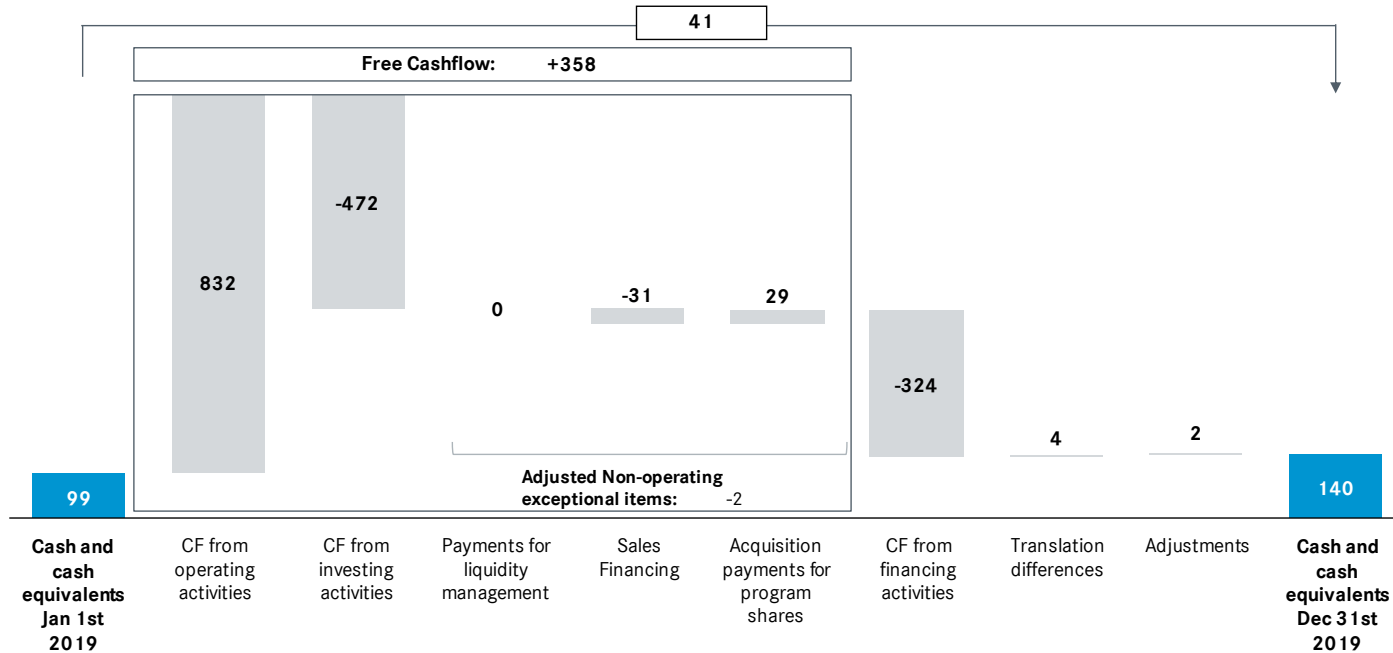 41
Free Cashflow: +358
832
-472
0
-31
29
-324
4
2
99
140
Adjusted Non-operating
exceptional items: -2
Cash and
cash
equivalents
Jan 1st
2019
CF from
operating
activities
CF from
investing
activities
Payments for
liquidity
management
Sales
Financing
Acquisition
payments for
program
shares
CF from
financing
activities
Translation
differences
Adjustments
Cash and
cash
equivalents
Dec 31st
2019